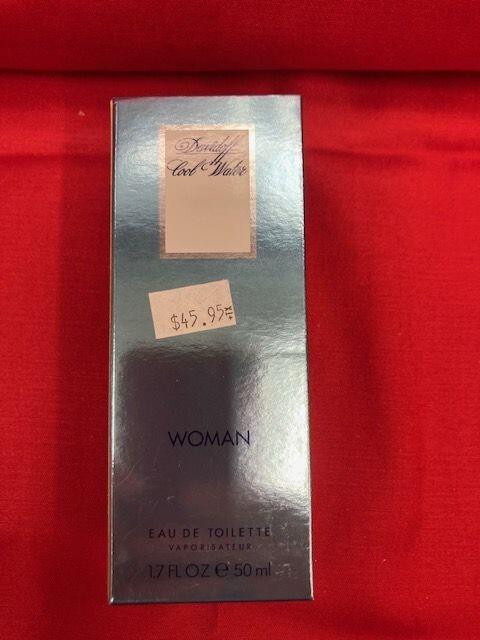 Davidoff
Cool Water
$45.95
WOMAN
EAU DE TOILETTE
VAPORISATEUR
1.7 FL OZ ℮ 50 ml